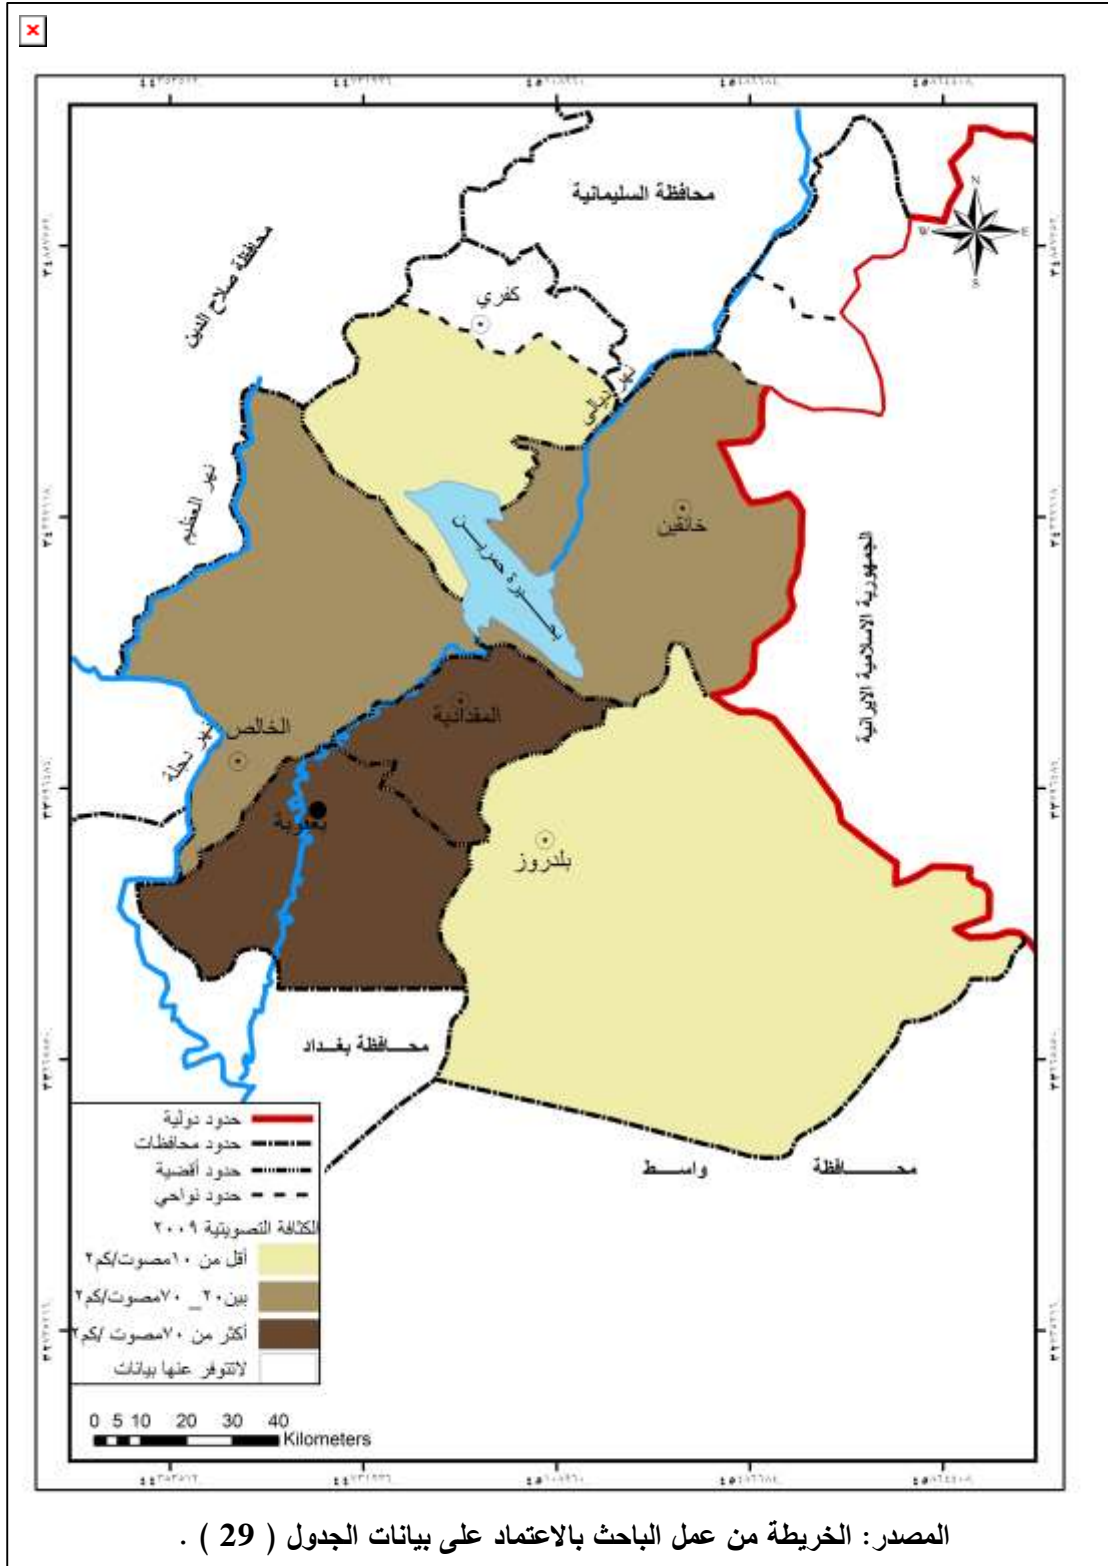 محافظة السليمانية
N
W
E
S
محافظة صلاح الدين
كفري
نهر ديالى
نهر العظيم
خانقين
بحيرة حمرين
الجمهورية الاسلامية الايرانية
المقدادية
الخالص
نهر دجلة
بعقوبة
بلدروز
محافظة بغداد
محافظة واسط
حدود دولية
حدود محافظات
حدود أقضية
حدود نواحي
الكثافة التصويتية ٢٠٠٩
أقل من ١٠مصوت/كم٢
بين٢٠_ ٧٠مصوت/كم٢
أكثر من ٧٠مصوت /كم٢
لاتتوفر عنها بيانات
0 5 10 20 30 40
Kilometers
المصدر: الخريطة من عمل الباحث بالاعتماد على بيانات الجدول ( 29 ) .